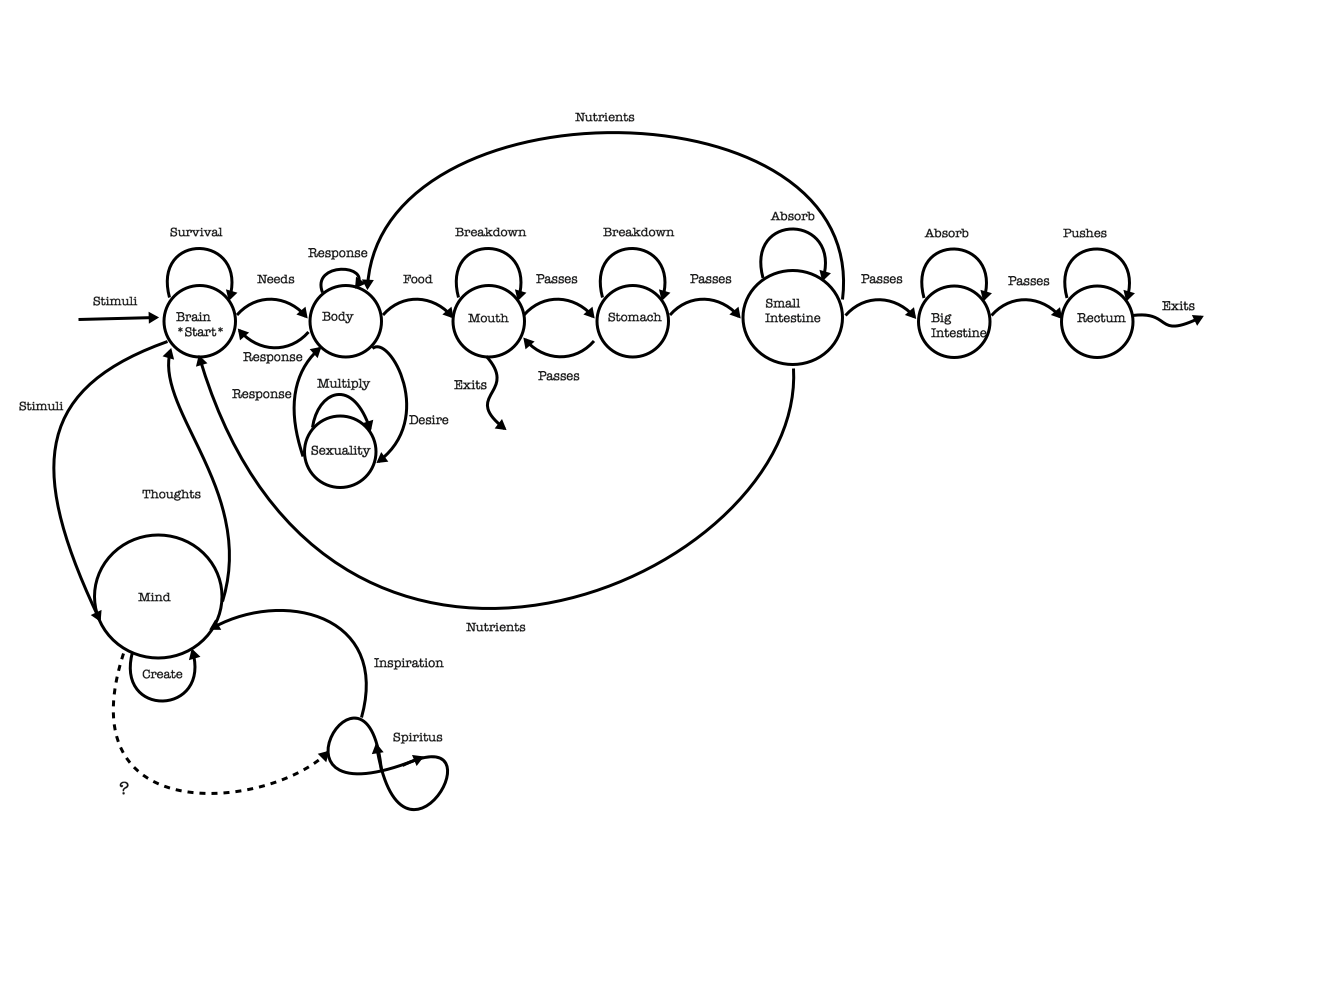 Nutrients
Absorb
Survival
Breakdown
Breakdown
Absorb
Pushes
Response
Needs
Food
Passes
Passes
Passes
Passes
Stimuli
Exits
Brain
*Start*
Body
Mouth
Stomach
Small
Intestine
Big
Intestine
Rectum
Response
Passes
Multiply
Exits
Response
Stimuli
Desire
Sexuality
Thoughts
Mind
Nutrients
Inspiration
Create
Spiritus
?